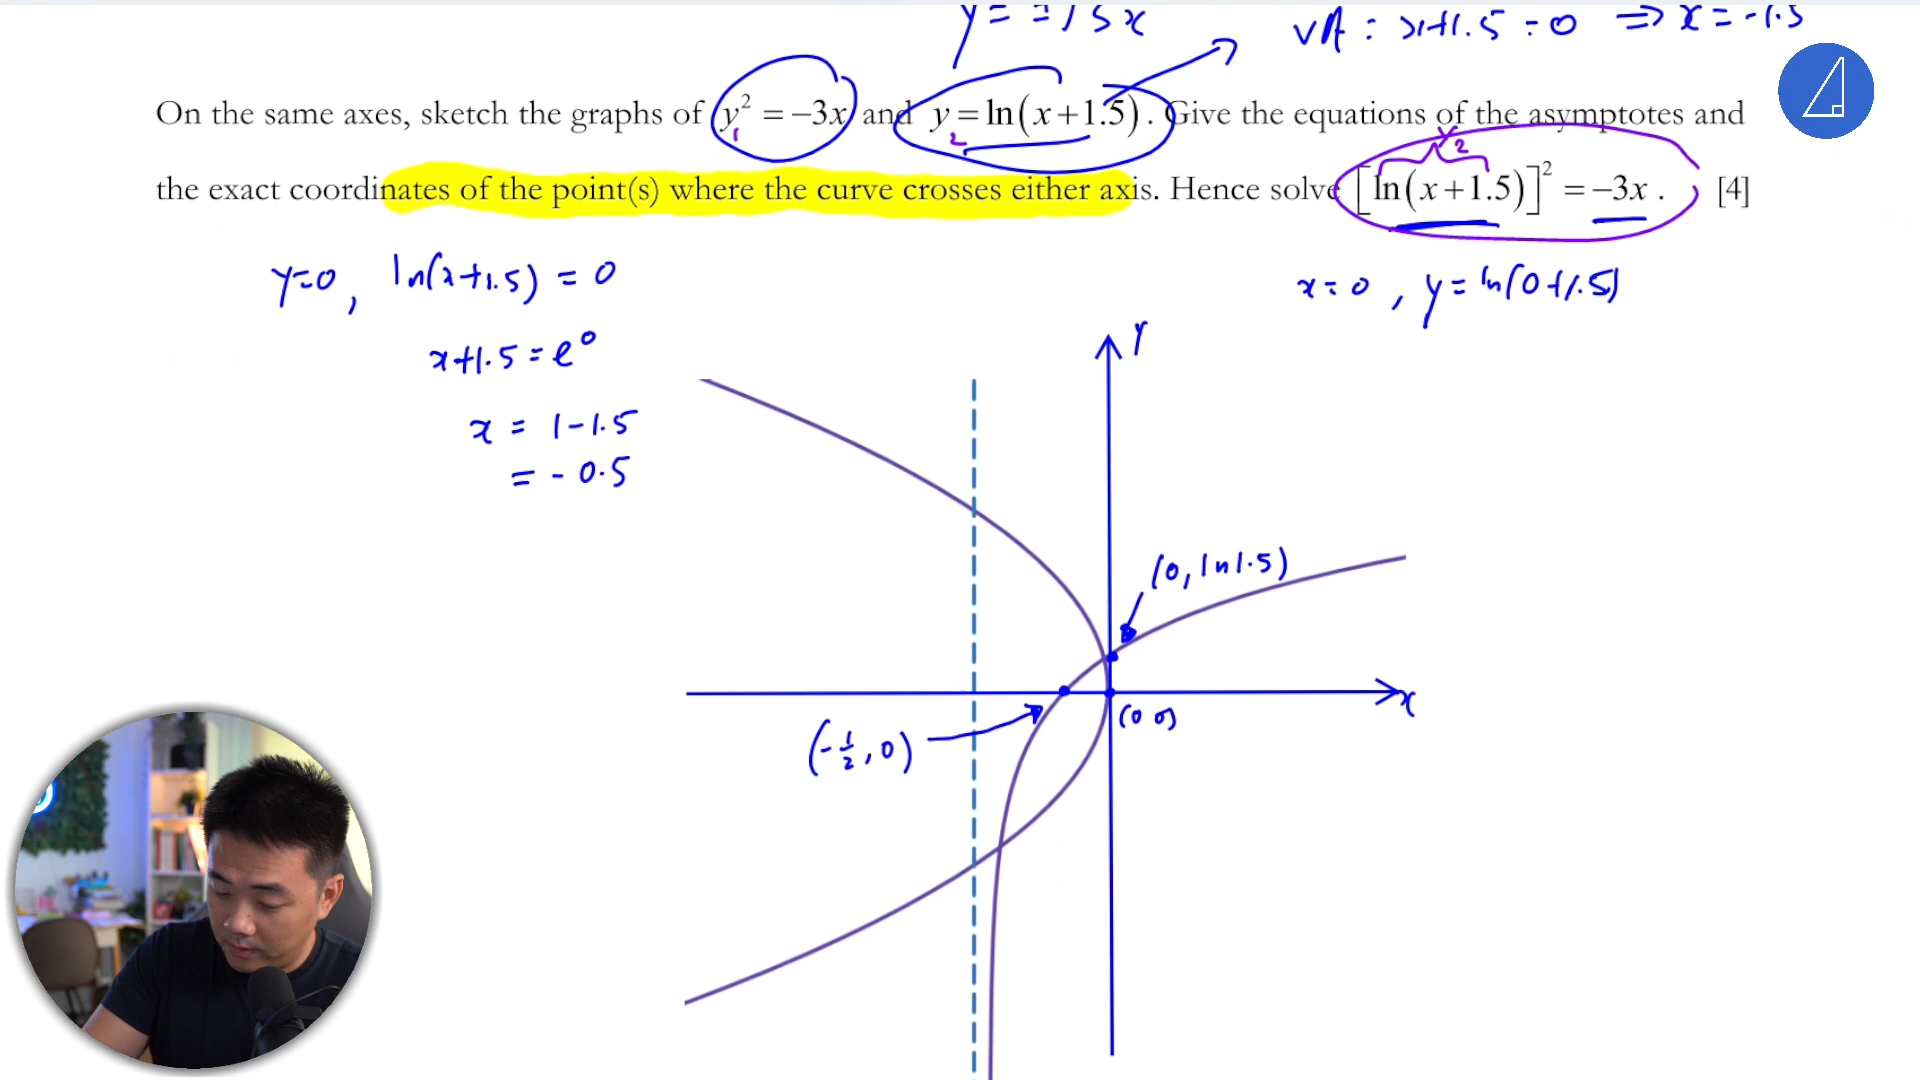 y = = √ 3 x
VA : x+1.5 = 0 ⇒ x = -1.5
On the same axes, sketch the graphs of y² = −3x and y = ln(x+1.5). Give the equations of the asymptotes and
1 2 y2
the exact coordinates of the point(s) where the curve crosses either axis. Hence solve [ln(x+1.5)]² = −3x. [4]
y=0, ln(x+1.5) = 0
x=0, y = ln(0+1.5)
x+1.5 = e⁰
Y
x = 1-1.5
= -0.5
(0, ln1.5)
x
(0 0)
(-1/2, 0)